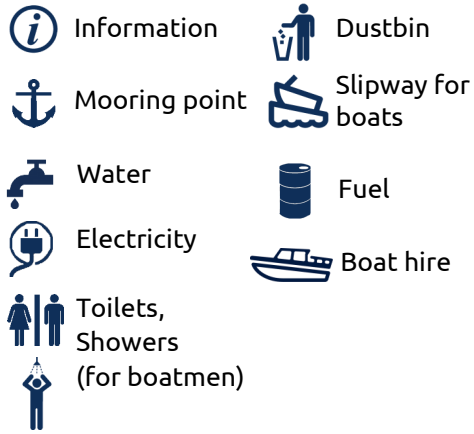 Information
Mooring point
Water
Electricity
Toilets,
Showers
(for boatmen)
Dustbin
Slipway for
boats
Fuel
Boat hire